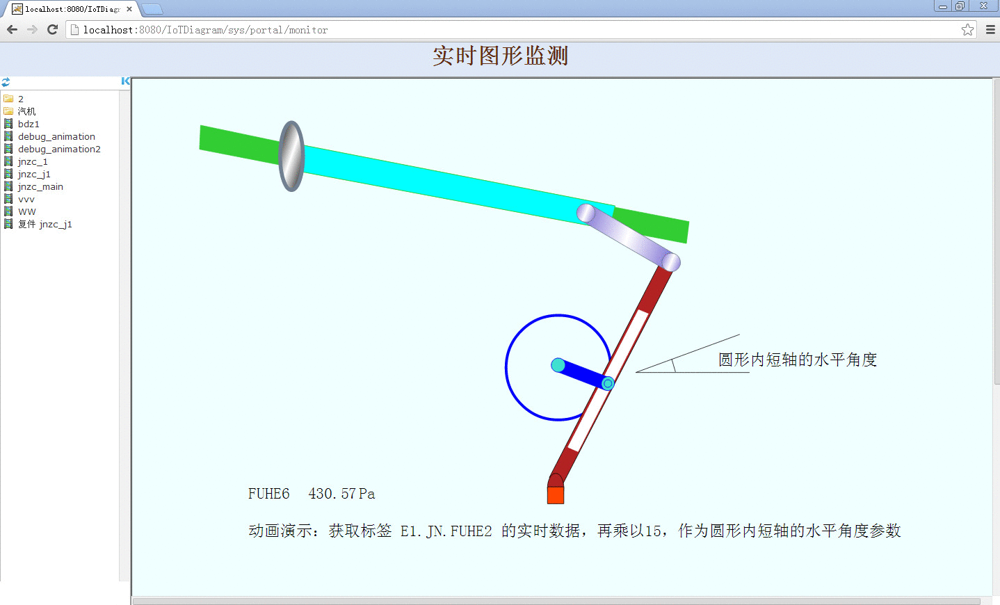 localhost:8080/IoTDiagr
localhost:8080/IoTDiagram/sys/portal/monitor
实时图形监测
2
汽机
bdz1
debug_animation
debug_animation2
jnzc_1
jnzc_j1
jnzc_main
vvv
WW
复件 jnzc_j1
圆形内短轴的水平角度
FUHE6 430.57Pa
动画演示：获取标签 E1.JN.FUHE2 的实时数据，再乘以15，作为圆形内短轴的水平角度参数